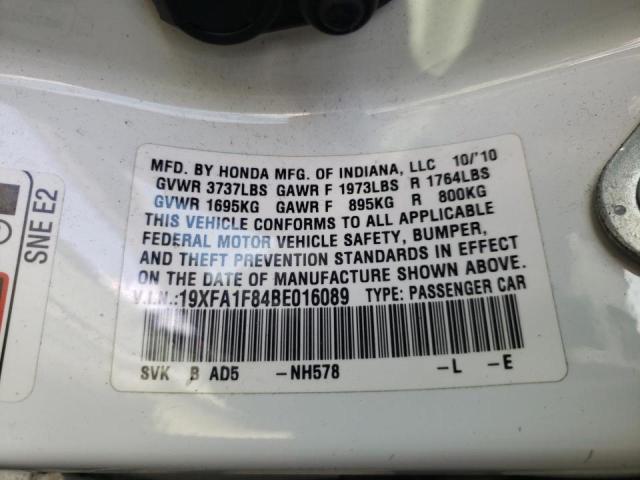 MFD. BY HONDA MFG. OF INDIANA, LLC 10/'10
GVWR 3737LBS GAWR F 1973LBS R 1764LBS
GVWR 1695KG GAWR F 895KG R 800KG
THIS VEHICLE CONFORMS TO ALL APPLICABLE
FEDERAL MOTOR VEHICLE SAFETY, BUMPER,
AND THEFT PREVENTION STANDARDS IN EFFECT
ON THE DATE OF MANUFACTURE SHOWN ABOVE.
V.I.N.:19XFA1F84BE016089 TYPE: PASSENGER CAR
SVK B AD5 -NH578 -L -E
SNE E2